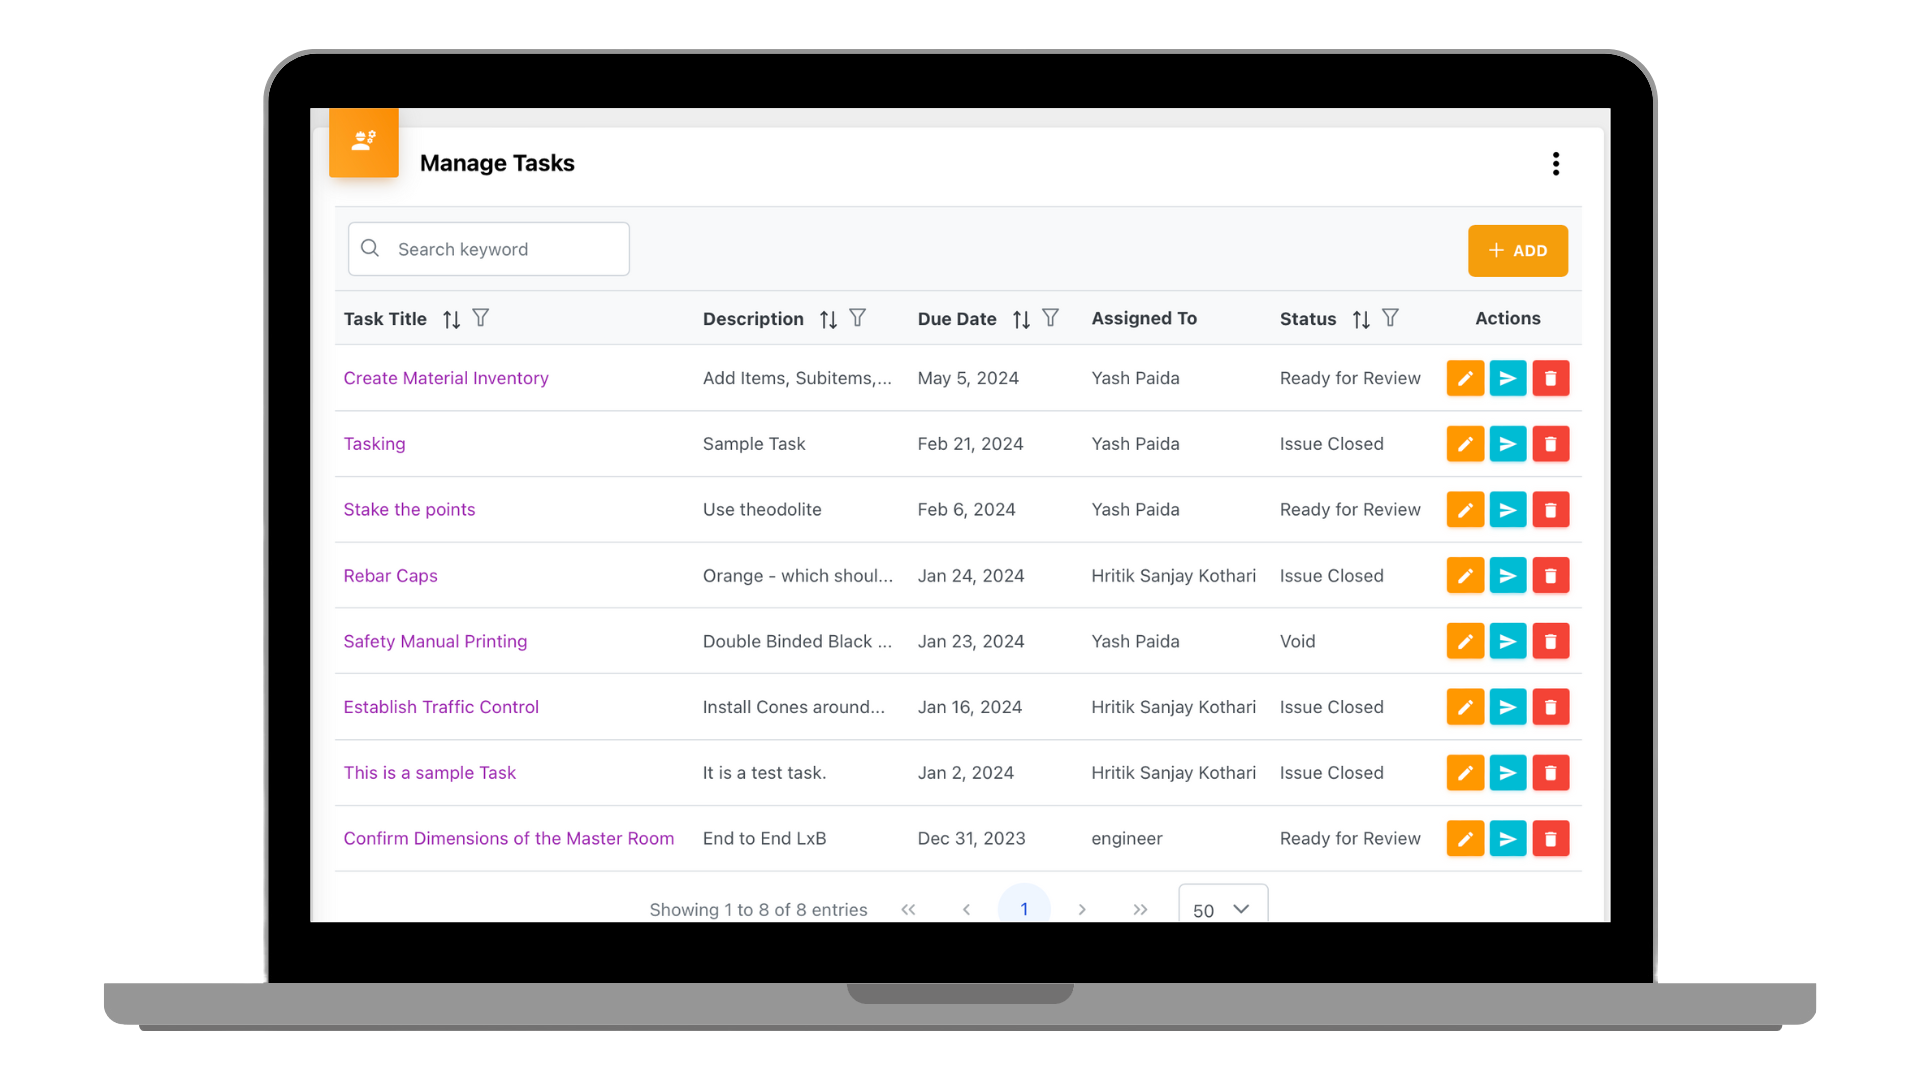 Manage Tasks
Search keyword
+ ADD
Task Title Description Due Date Assigned To Status Actions
Create Material Inventory Add Items, Subitems,... May 5, 2024 Yash Paida Ready for Review
Tasking Sample Task Feb 21, 2024 Yash Paida Issue Closed
Stake the points Use theodolite Feb 6, 2024 Yash Paida Ready for Review
Rebar Caps Orange - which shoul... Jan 24, 2024 Hritik Sanjay Kothari Issue Closed
Safety Manual Printing Double Binded Black ... Jan 23, 2024 Yash Paida Void
Establish Traffic Control Install Cones around... Jan 16, 2024 Hritik Sanjay Kothari Issue Closed
This is a sample Task It is a test task. Jan 2, 2024 Hritik Sanjay Kothari Issue Closed
Confirm Dimensions of the Master Room End to End LxB Dec 31, 2023 engineer Ready for Review
Showing 1 to 8 of 8 entries « ‹ 1 › » 50